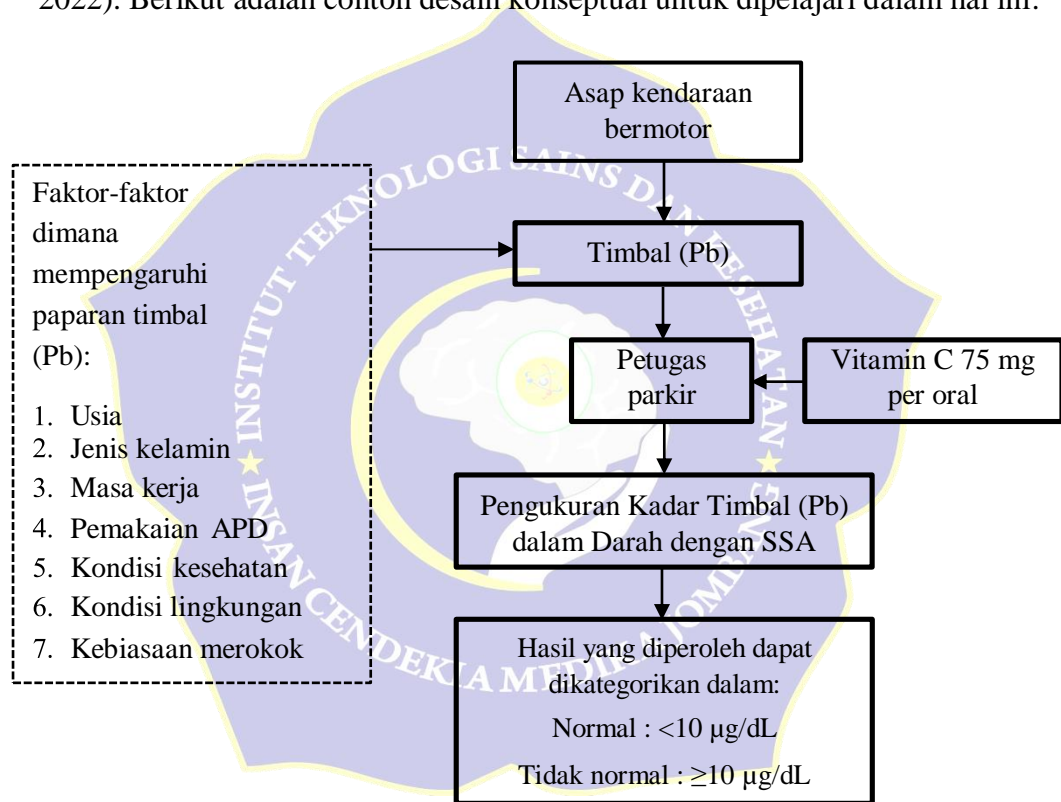 2022). Berikut adalah contoh desain konseptual untuk dipelajari dalam hal ini:
Asap kendaraan
bermotor
Faktor-faktor
dimana
mempengaruhi
paparan timbal
(Pb):
1. Usia
2. Jenis kelamin
3. Masa kerja
4. Pemakaian APD
5. Kondisi kesehatan
6. Kondisi lingkungan
7. Kebiasaan merokok
Timbal (Pb)
Petugas
parkir
Vitamin C 75 mg
per oral
Pengukuran Kadar Timbal (Pb)
dalam Darah dengan SSA
Hasil yang diperoleh dapat
dikategorikan dalam:
Normal : <10 µg/dL
Tidak normal : ≥10 µg/dL
INSTITUT TEKNOLOGI SAINS DAN KESEHATAN
INSAN CENDEKIA MEDIKA JOMBANG